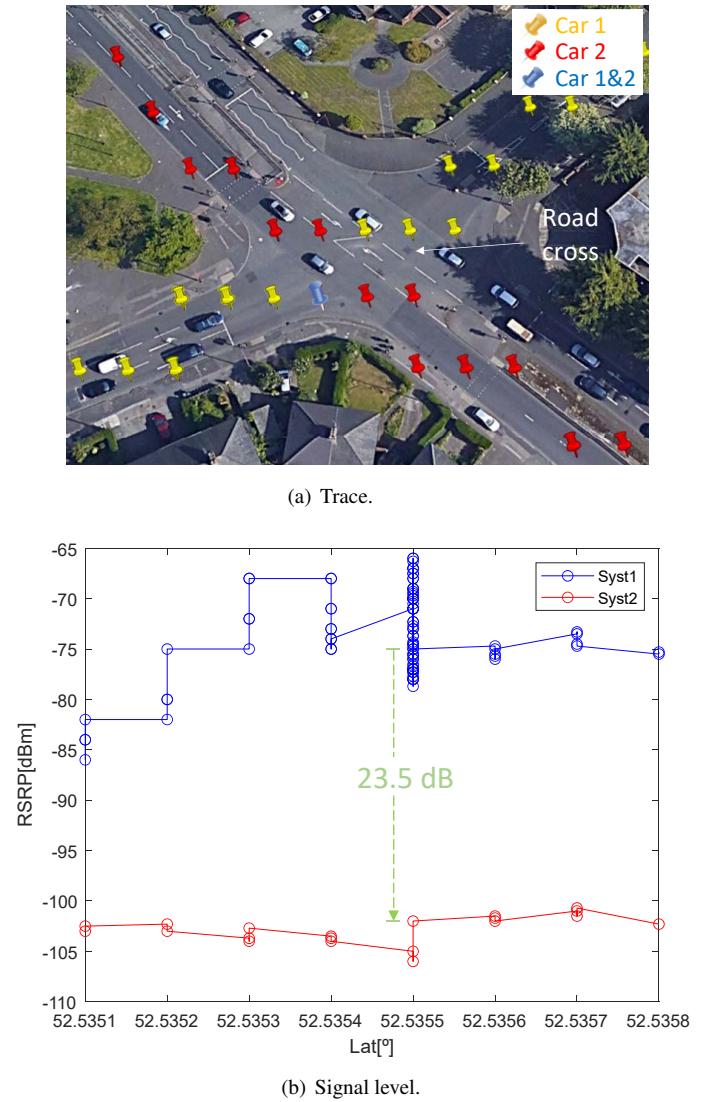 Car 1
Car 2
Car 1&2
Road
cross
(a) Trace.
-65
-70
-75
-80
-85
-90
-95
-100
-105
-110
RSRP[dBm]
Syst1
Syst2
23.5 dB
52.5351 52.5352 52.5353 52.5354 52.5355 52.5356 52.5357 52.5358
Lat[º]
(b) Signal level.